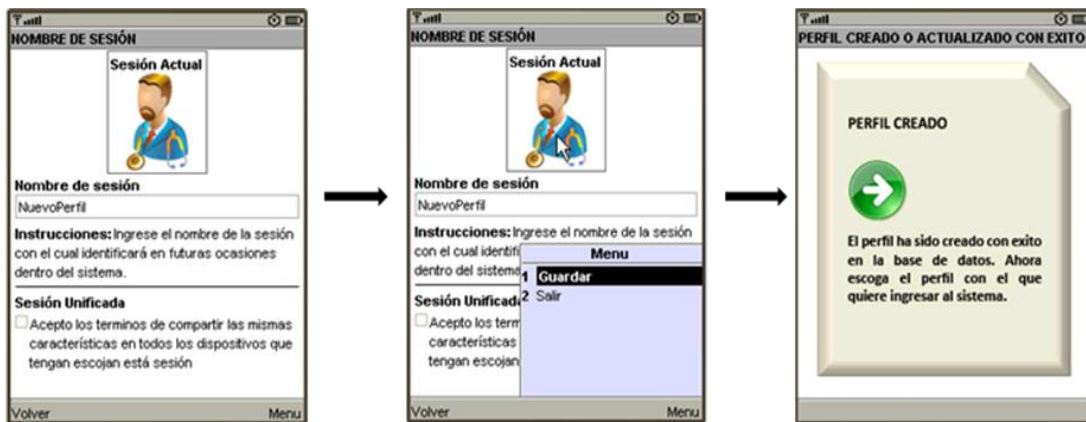 NOMBRE DE SESIÓN
Sesión Actual
Nombre de sesión
NuevoPerfil
Instrucciones: Ingrese el nombre de la sesión
con el cual identificará en futuras ocasiones
dentro del sistema.
Sesión Unificada
Acepto los terminos de compartir las mismas
características en todos los dispositivos que
tengan escojan está sesión
Volver
Menu
NOMBRE DE SESIÓN
Sesión Actual
Nombre de sesión
NuevoPerfil
Instrucciones: Ingrese el nombre de la sesión
con el cual identifi
dentro del sistema
Menu
1 Guardar
2 Salir
Sesión Unificada
Acepto los term
características
tengan escojan
Volver
Menu
PERFIL CREADO O ACTUALIZADO CON EXITO
PERFIL CREADO
El perfil ha sido creado con exito
en la base de datos. Ahora
escoga el perfil con el que
quiere ingresar al sistema.